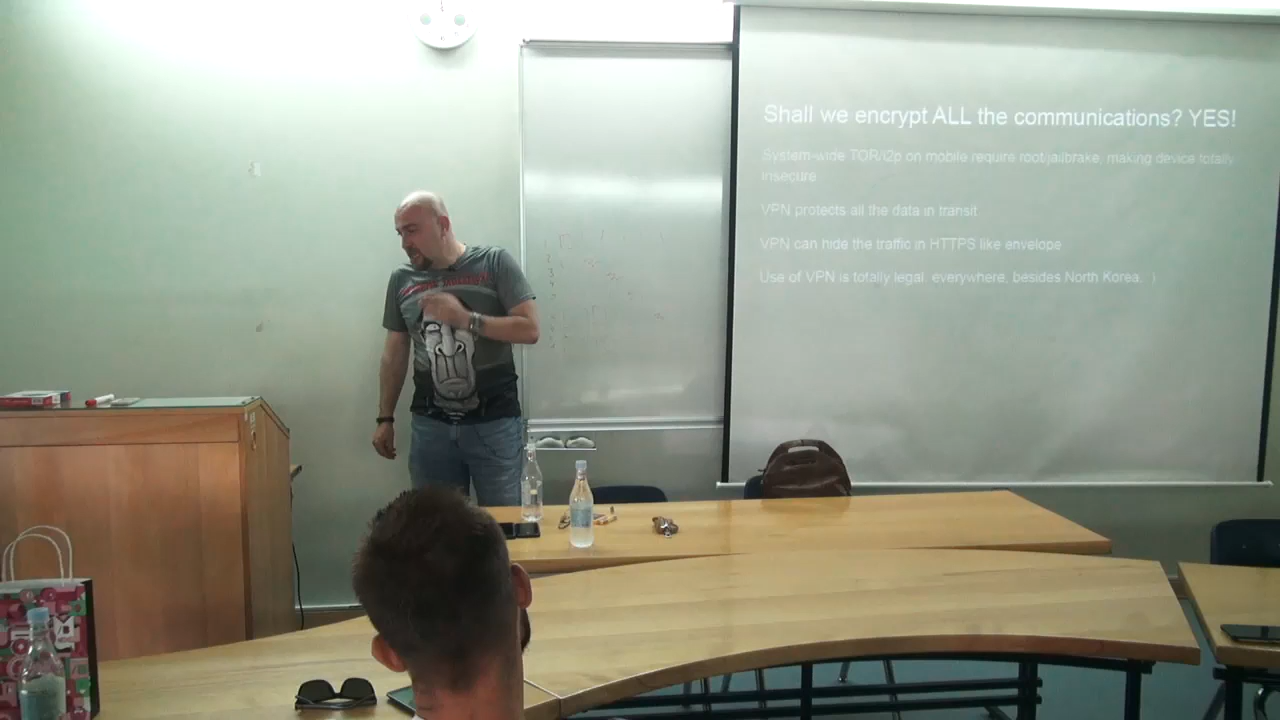 Shall we encrypt ALL the communications? YES!
System-wide TOR/i2p on mobile require root/jailbrake, making device totally
insecure
VPN protects all the data in transit
VPN can hide the traffic in HTTPS like envelope
Use of VPN is totally legal. everywhere, besides North Korea. )